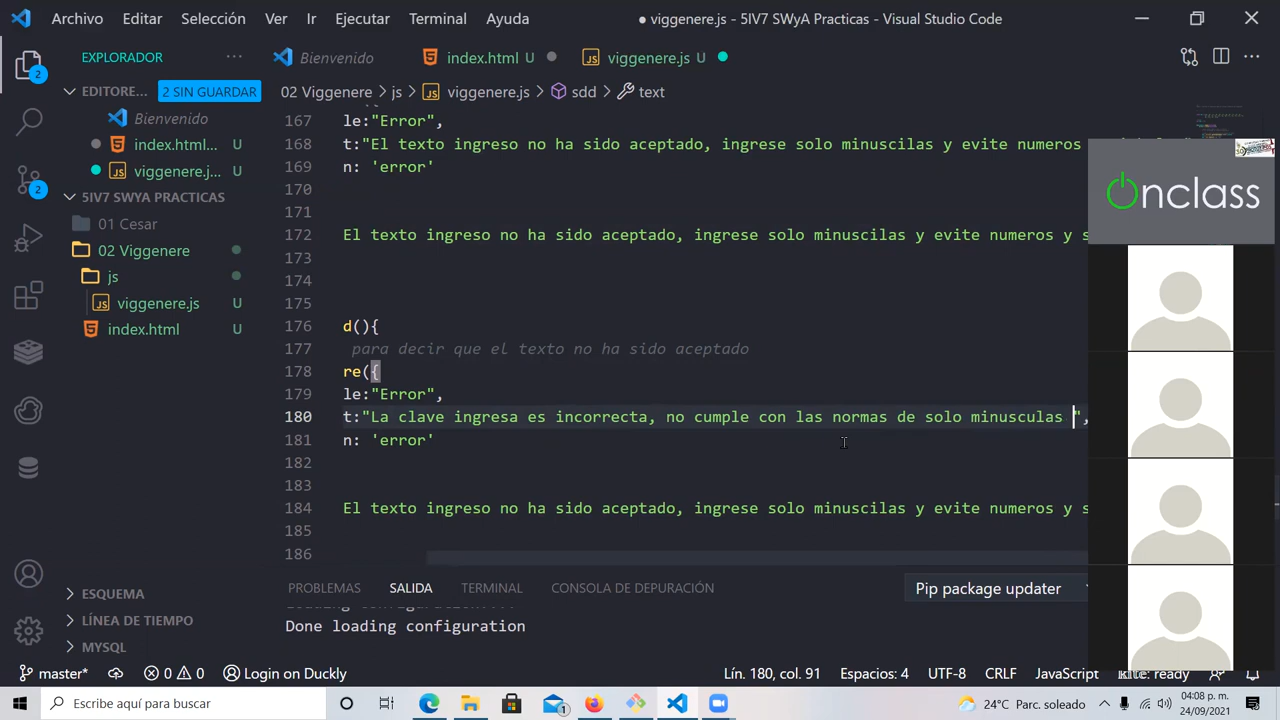 Archivo Editar Selección Ver Ir Ejecutar Terminal Ayuda
● viggenere.js - 5IV7 SWyA Practicas - Visual Studio Code
EXPLORADOR ···
Bienvenido
index.html U
viggenere.js U
2
EDITORE... 2 SIN GUARDAR
02 Viggenere > js > viggenere.js > sdd > text
Bienvenido
index.html... U
viggenere.j... U
5IV7 SWYA PRACTICAS
01 Cesar
02 Viggenere
js
viggenere.js U
index.html U
2
167 le:"Error",
168 t:"El texto ingreso no ha sido aceptado, ingrese solo minuscilas y evite numeros
169 n: 'error'
170
171
172 El texto ingreso no ha sido aceptado, ingrese solo minuscilas y evite numeros y s
173
174
175
176 d(){
177 para decir que el texto no ha sido aceptado
178 re({
179 le:"Error",
180 t:"La clave ingresa es incorrecta, no cumple con las normas de solo minusculas ",
181 n: 'error'
182
183
184 El texto ingreso no ha sido aceptado, ingrese solo minuscilas y evite numeros y s
185
186
Onclass
ESQUEMA
LÍNEA DE TIEMPO
MYSQL
PROBLEMAS SALIDA TERMINAL CONSOLA DE DEPURACIÓN
Pip package updater
Loading configuration...
Done loading configuration
master* 0 0 Login on Duckly
Lín. 180, col. 91 Espacios: 4 UTF-8 CRLF JavaScript Kite: ready
Escribe aquí para buscar
1
24°C Parc. soleado
04:08 p. m.
24/09/2021